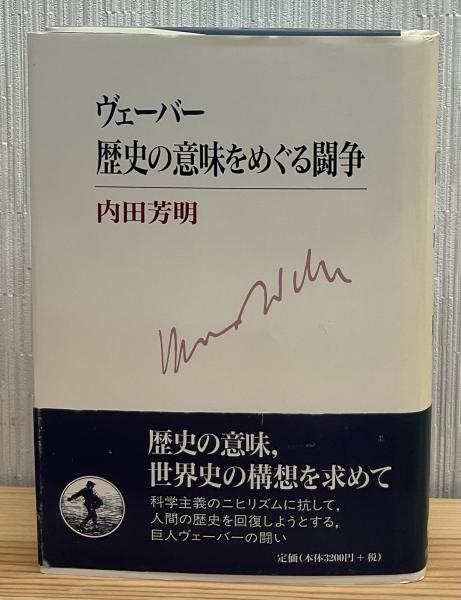 ヴェーバー
歴史の意味をめぐる闘争
内田芳明
Max Weber
歴史の意味,
世界史の構想を求めて
科学主義のニヒリズムに抗して,
人間の歴史を回復しようとする,
巨人ヴェーバーの闘い
定価(本体3200円+税)